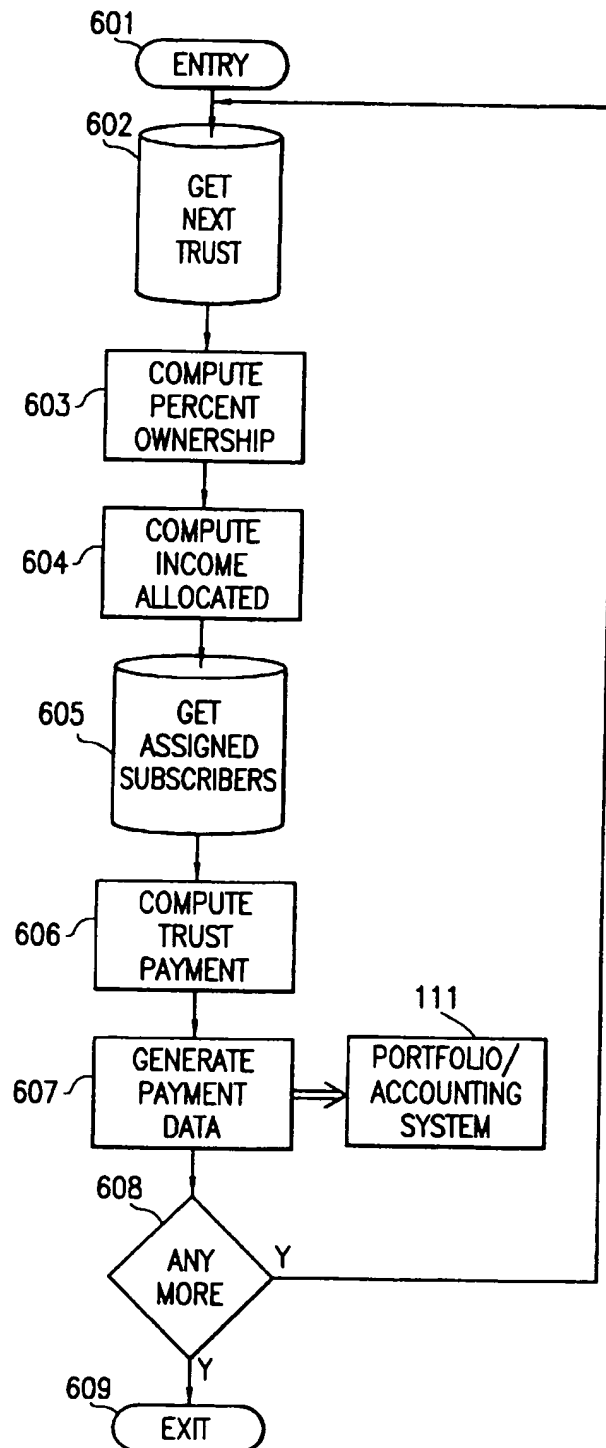 601
ENTRY
602
GET
NEXT
TRUST
603
COMPUTE
PERCENT
OWNERSHIP
604
COMPUTE
INCOME
ALLOCATED
605
GET
ASSIGNED
SUBSCRIBERS
606
COMPUTE
TRUST
PAYMENT
607
GENERATE
PAYMENT
DATA
111
PORTFOLIO/
ACCOUNTING
SYSTEM
608
ANY
MORE
Y
Y
609
EXIT